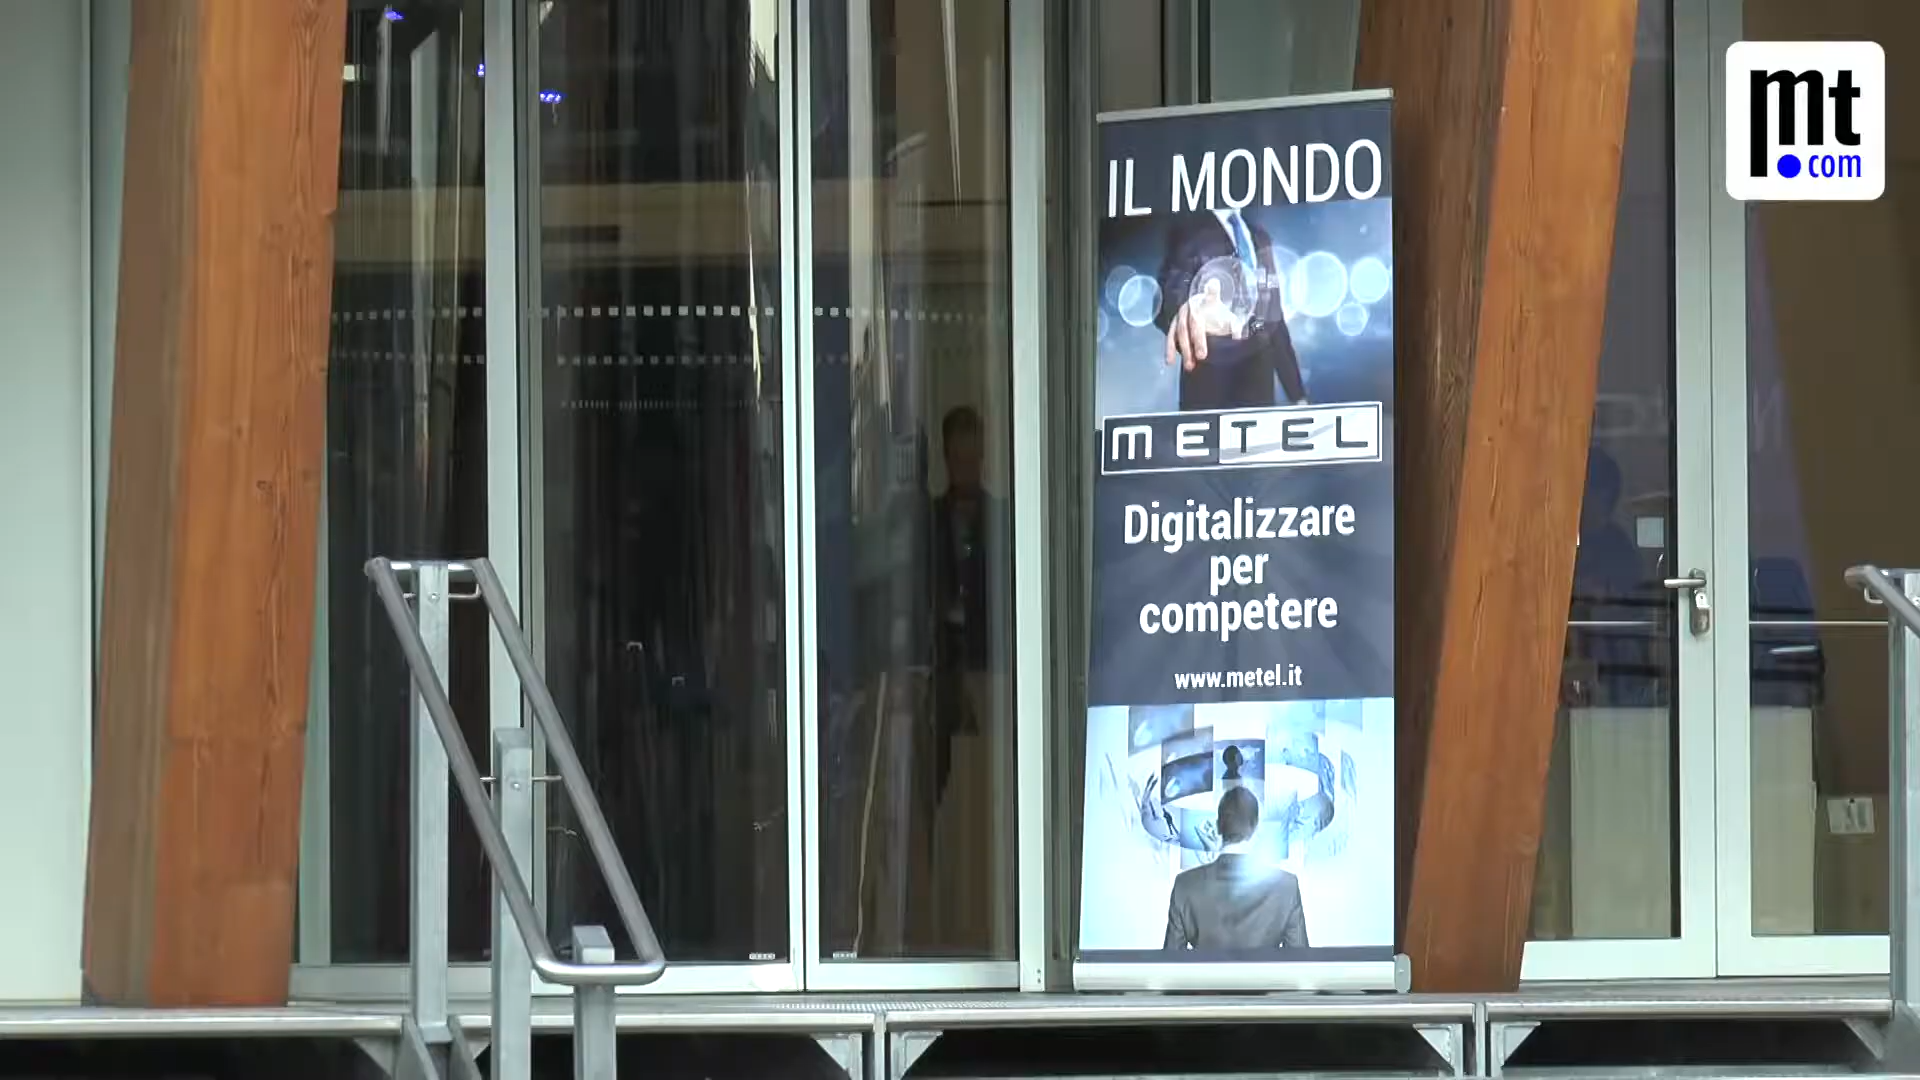 mt
.com
IL MONDO
METEL
Digitalizzare
per
competere
www.metel.it